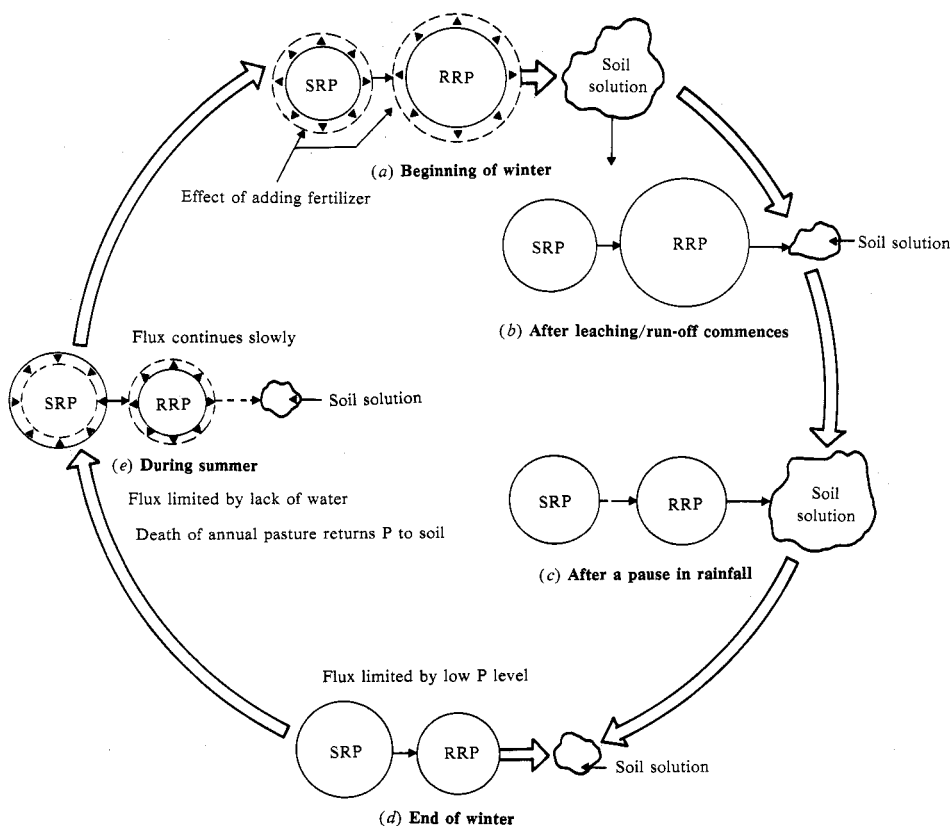 SRP
RRP
Soil
solution
(a) Beginning of winter
Effect of adding fertilizer
SRP
RRP
Soil solution
(b) After leaching/run-off commences
SRP
RRP
Soil
solution
(c) After a pause in rainfall
Flux limited by low P level
SRP
RRP
Soil solution
(d) End of winter
Flux continues slowly
SRP
RRP
Soil solution
(e) During summer
Flux limited by lack of water
Death of annual pasture returns P to soil